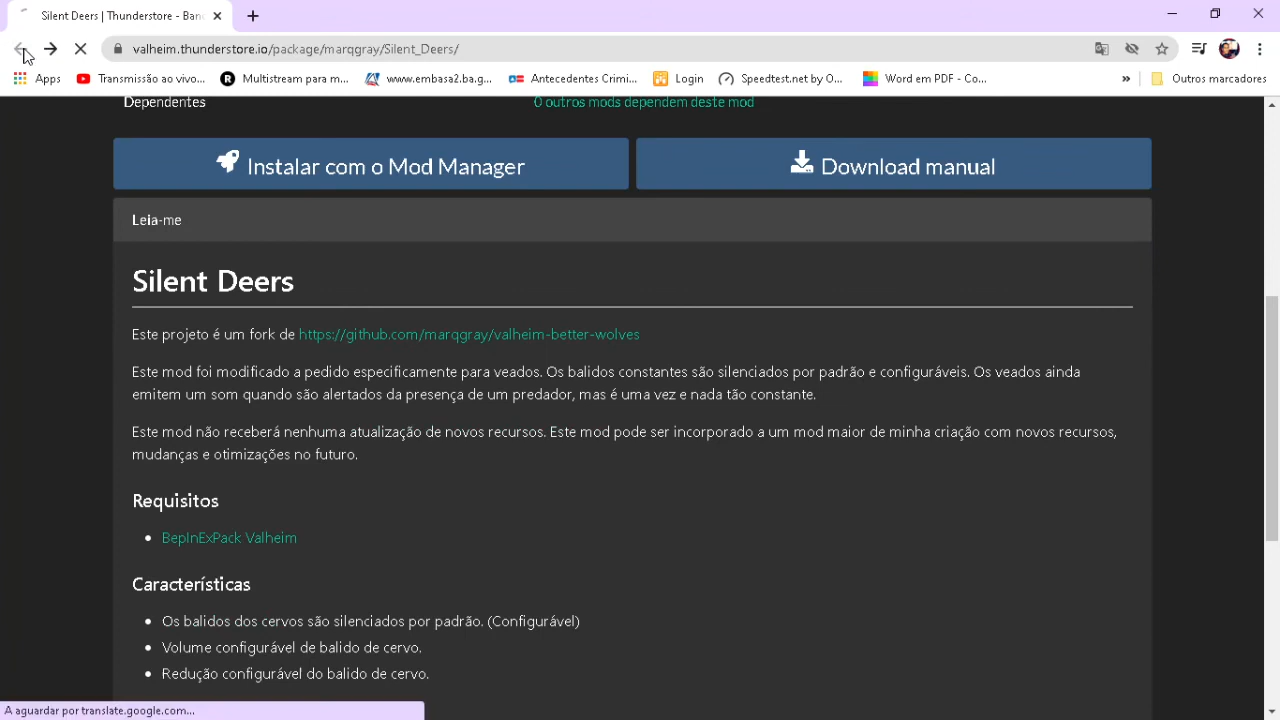 Silent Deers | Thunderstore - Banc
valheim.thunderstore.io/package/marqgray/Silent_Deers/
Apps
Transmissão ao vivo...
Multistream para m...
www.embasa2.ba.g...
Antecedentes Crimi...
Login
Speedtest.net by O...
Word em PDF - Co...
»
Outros marcadores
Dependentes
0 outros mods dependem deste mod
Instalar com o Mod Manager
Download manual
Leia-me
Silent Deers
Este projeto é um fork de https://github.com/marqgray/valheim-better-wolves
Este mod foi modificado a pedido especificamente para veados. Os balidos constantes são silenciados por padrão e configuráveis. Os veados ainda
emitem um som quando são alertados da presença de um predador, mas é uma vez e nada tão constante.
Este mod não receberá nenhuma atualização de novos recursos. Este mod pode ser incorporado a um mod maior de minha criação com novos recursos,
mudanças e otimizações no futuro.
Requisitos
BepInExPack Valheim
Características
Os balidos dos cervos são silenciados por padrão. (Configurável)
Volume configurável de balido de cervo.
Redução configurável do balido de cervo.
A aguardar por translate.google.com...